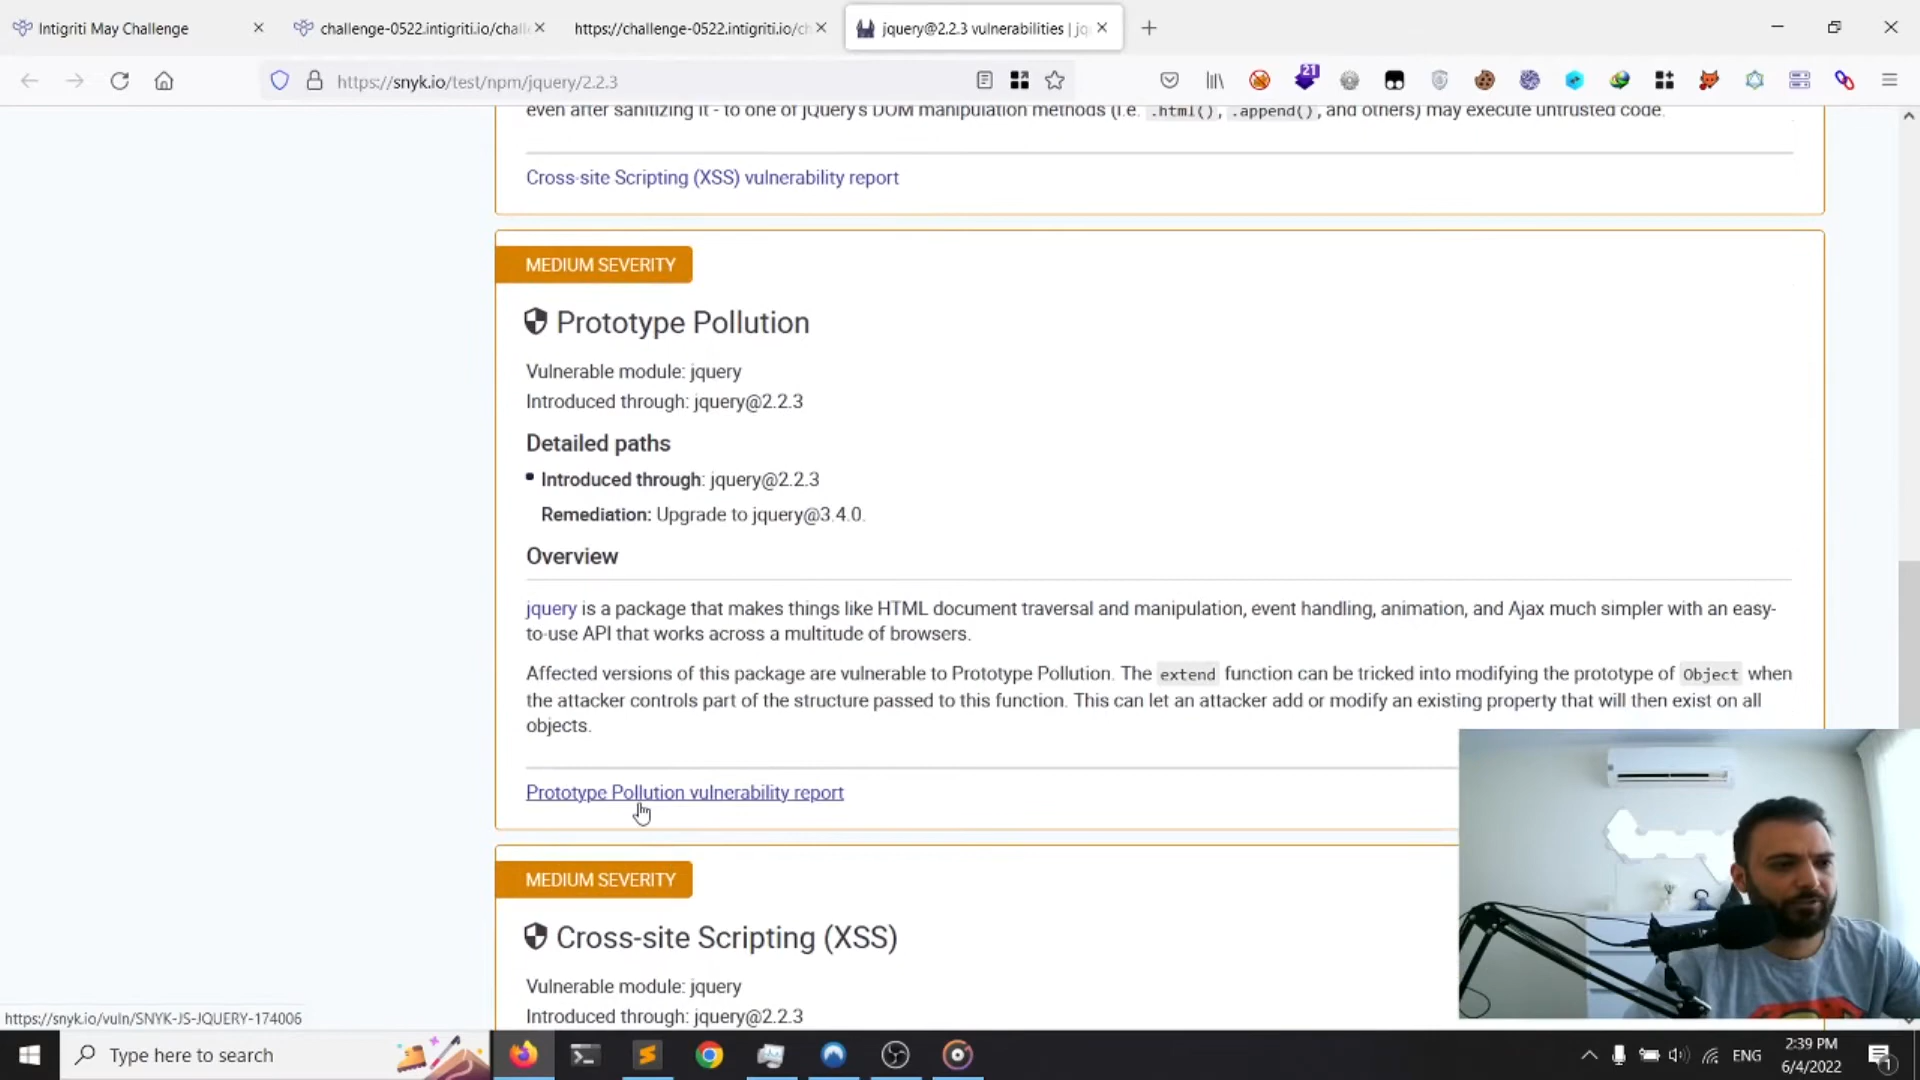 Intigriti May Challenge
challenge-0522.intigriti.io/chall
https://challenge-0522.intigriti.io/ch
jquery@2.2.3 vulnerabilities | jq
https://snyk.io/test/npm/jquery/2.2.3
21
even after sanitizing it - to one of jQuery's DOM manipulation methods (i.e. .html(), .append(), and others) may execute untrusted code.
Cross-site Scripting (XSS) vulnerability report
MEDIUM SEVERITY
Prototype Pollution
Vulnerable module: jquery
Introduced through: jquery@2.2.3
Detailed paths
Introduced through: jquery@2.2.3
Remediation: Upgrade to jquery@3.4.0.
Overview
jquery is a package that makes things like HTML document traversal and manipulation, event handling, animation, and Ajax much simpler with an easy-
to-use API that works across a multitude of browsers.
Affected versions of this package are vulnerable to Prototype Pollution. The extend function can be tricked into modifying the prototype of Object when
the attacker controls part of the structure passed to this function. This can let an attacker add or modify an existing property that will then exist on all
objects.
Prototype Pollution vulnerability report
MEDIUM SEVERITY
Cross-site Scripting (XSS)
Vulnerable module: jquery
Introduced through: jquery@2.2.3
https://snyk.io/vuln/SNYK-JS-JQUERY-174006
Type here to search
ENG
2:39 PM
6/4/2022
1